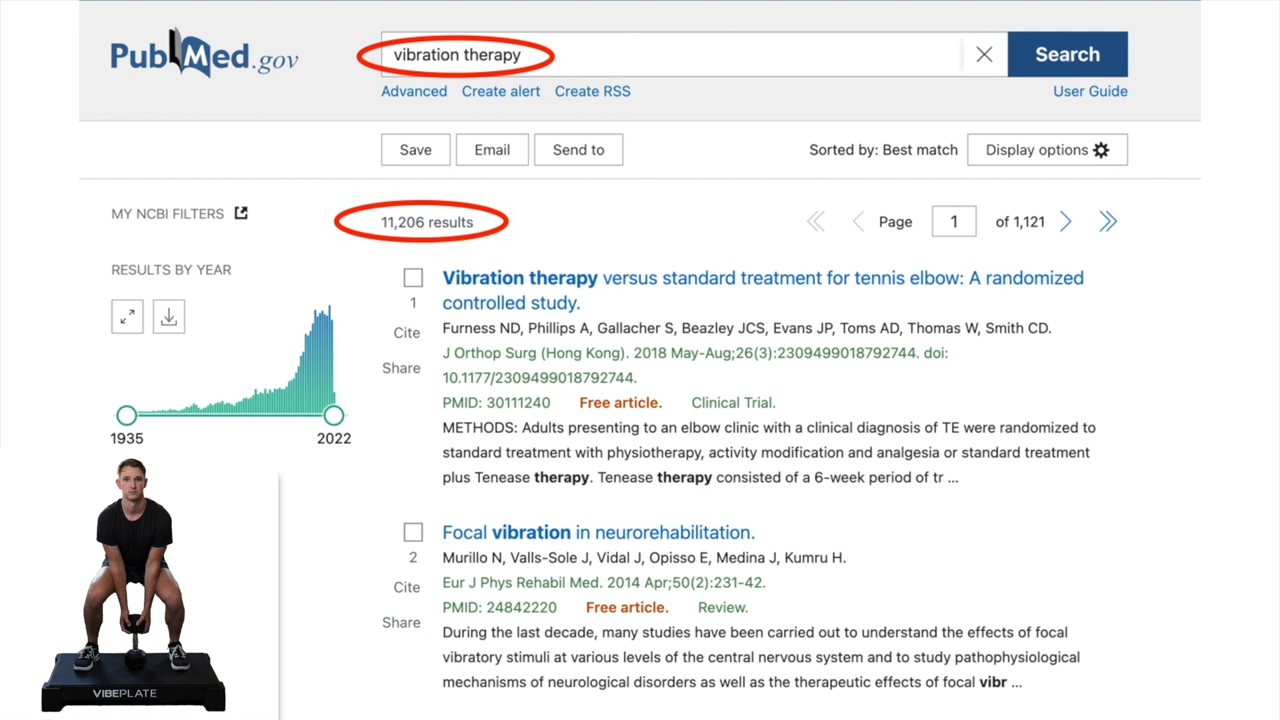 PubMed.gov
vibration therapy
Search
Advanced Create alert Create RSS
User Guide
Save Email Send to
Sorted by: Best match Display options
MY NCBI FILTERS
11,206 results
Page 1 of 1,121
RESULTS BY YEAR
1935 2022
1
Cite
Share
Vibration therapy versus standard treatment for tennis elbow: A randomized
controlled study.
Furness ND, Phillips A, Gallacher S, Beazley JCS, Evans JP, Toms AD, Thomas W, Smith CD.
J Orthop Surg (Hong Kong). 2018 May-Aug;26(3):2309499018792744. doi:
10.1177/2309499018792744.
PMID: 30111240 Free article. Clinical Trial.
METHODS: Adults presenting to an elbow clinic with a clinical diagnosis of TE were randomized to
standard treatment with physiotherapy, activity modification and analgesia or standard treatment
plus Tenease therapy. Tenease therapy consisted of a 6-week period of tr ...
2
Cite
Share
Focal vibration in neurorehabilitation.
Murillo N, Valls-Sole J, Vidal J, Opisso E, Medina J, Kumru H.
Eur J Phys Rehabil Med. 2014 Apr;50(2):231-42.
PMID: 24842220 Free article. Review.
During the last decade, many studies have been carried out to understand the effects of focal
vibratory stimuli at various levels of the central nervous system and to study pathophysiological
mechanisms of neurological disorders as well as the therapeutic effects of focal vibr ...
VIBEPLATE